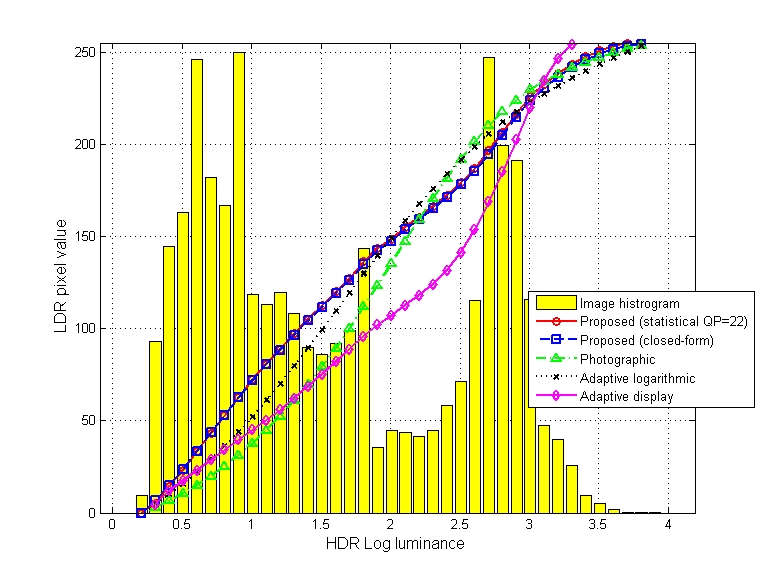 250
200
150
100
50
0
LDR pixel value
Image histrogram
Proposed (statistical QP=22)
Proposed (closed-form)
Photographic
Adaptive logarithmic
Adaptive display
0 0.5 1 1.5 2 2.5 3 3.5 4
HDR Log luminance